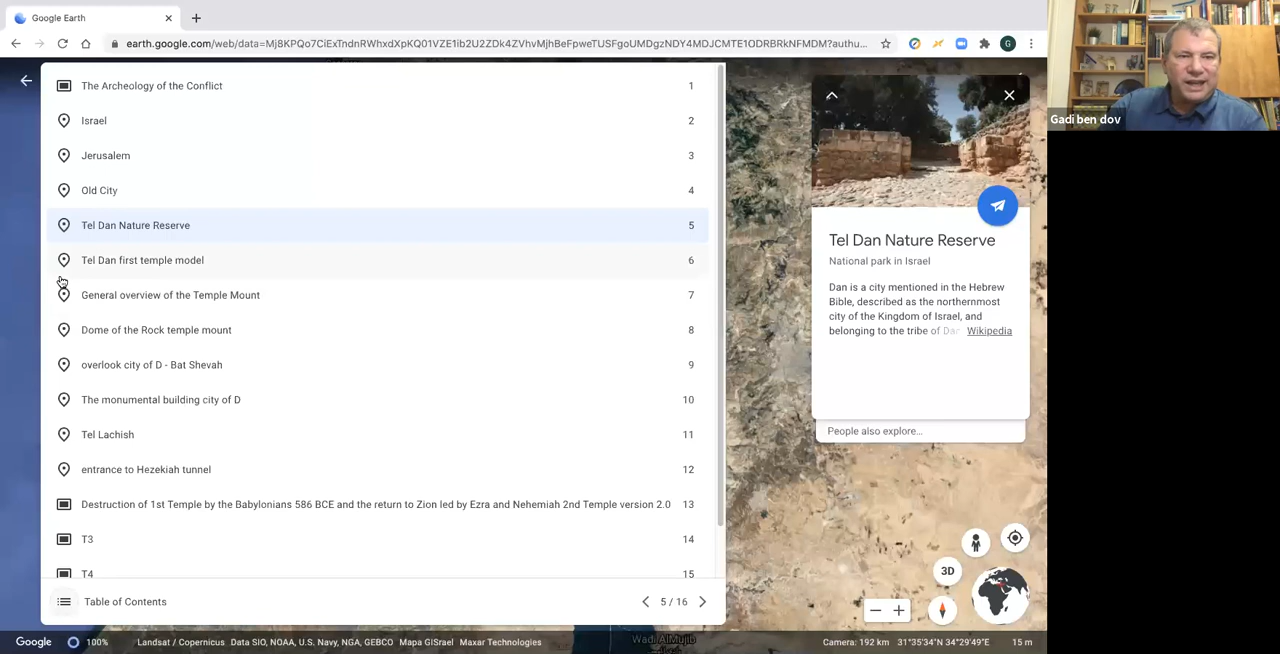 Google Earth
earth.google.com/web/data=Mj8KPQo7CiExTndnRWhxdXpKQ01VZE1ib2U2ZDk4ZVhvMjhBeFpweTUSFgoUMDgzNDY4MDJCMTE1ODRBRkNFMDM?authu...
G
The Archeology of the Conflict 1
Israel 2
Jerusalem 3
Old City 4
Tel Dan Nature Reserve 5
Tel Dan first temple model 6
General overview of the Temple Mount 7
Dome of the Rock temple mount 8
overlook city of D - Bat Shevah 9
The monumental building city of D 10
Tel Lachish 11
entrance to Hezekiah tunnel 12
Destruction of 1st Temple by the Babylonians 586 BCE and the return to Zion led by Ezra and Nehemiah 2nd Temple version 2.0 13
T3 14
T4 15
Table of Contents 5 / 16
Tel Dan Nature Reserve
National park in Israel
Dan is a city mentioned in the Hebrew
Bible, described as the northernmost
city of the Kingdom of Israel, and
belonging to the tribe of Dan Wikipedia
People also explore...
3D
Gadi ben dov
Wadi AlMujib
Google 100% Landsat / Copernicus Data SIO, NOAA, U.S. Navy, NGA, GEBCO Mapa GISrael Maxar Technologies Camera: 192 km 31°35'34"N 34°29'49"E 15 m